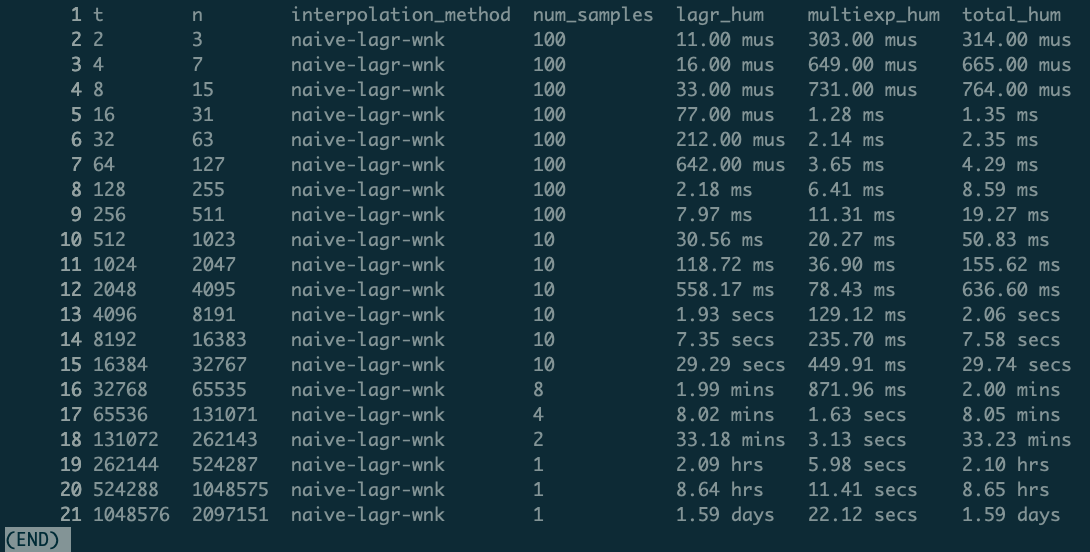 1 t n interpolation_method num_samples lagr_hum multiexp_hum total_hum
2 2 3 naive-lagr-wnk 100 11.00 mus 303.00 mus 314.00 mus
3 4 7 naive-lagr-wnk 100 16.00 mus 649.00 mus 665.00 mus
4 8 15 naive-lagr-wnk 100 33.00 mus 731.00 mus 764.00 mus
5 16 31 naive-lagr-wnk 100 77.00 mus 1.28 ms 1.35 ms
6 32 63 naive-lagr-wnk 100 212.00 mus 2.14 ms 2.35 ms
7 64 127 naive-lagr-wnk 100 642.00 mus 3.65 ms 4.29 ms
8 128 255 naive-lagr-wnk 100 2.18 ms 6.41 ms 8.59 ms
9 256 511 naive-lagr-wnk 100 7.97 ms 11.31 ms 19.27 ms
10 512 1023 naive-lagr-wnk 10 30.56 ms 20.27 ms 50.83 ms
11 1024 2047 naive-lagr-wnk 10 118.72 ms 36.90 ms 155.62 ms
12 2048 4095 naive-lagr-wnk 10 558.17 ms 78.43 ms 636.60 ms
13 4096 8191 naive-lagr-wnk 10 1.93 secs 129.12 ms 2.06 secs
14 8192 16383 naive-lagr-wnk 10 7.35 secs 235.70 ms 7.58 secs
15 16384 32767 naive-lagr-wnk 10 29.29 secs 449.91 ms 29.74 secs
16 32768 65535 naive-lagr-wnk 8 1.99 mins 871.96 ms 2.00 mins
17 65536 131071 naive-lagr-wnk 4 8.02 mins 1.63 secs 8.05 mins
18 131072 262143 naive-lagr-wnk 2 33.18 mins 3.13 secs 33.23 mins
19 262144 524287 naive-lagr-wnk 1 2.09 hrs 5.98 secs 2.10 hrs
20 524288 1048575 naive-lagr-wnk 1 8.64 hrs 11.41 secs 8.65 hrs
21 1048576 2097151 naive-lagr-wnk 1 1.59 days 22.12 secs 1.59 days
(END)